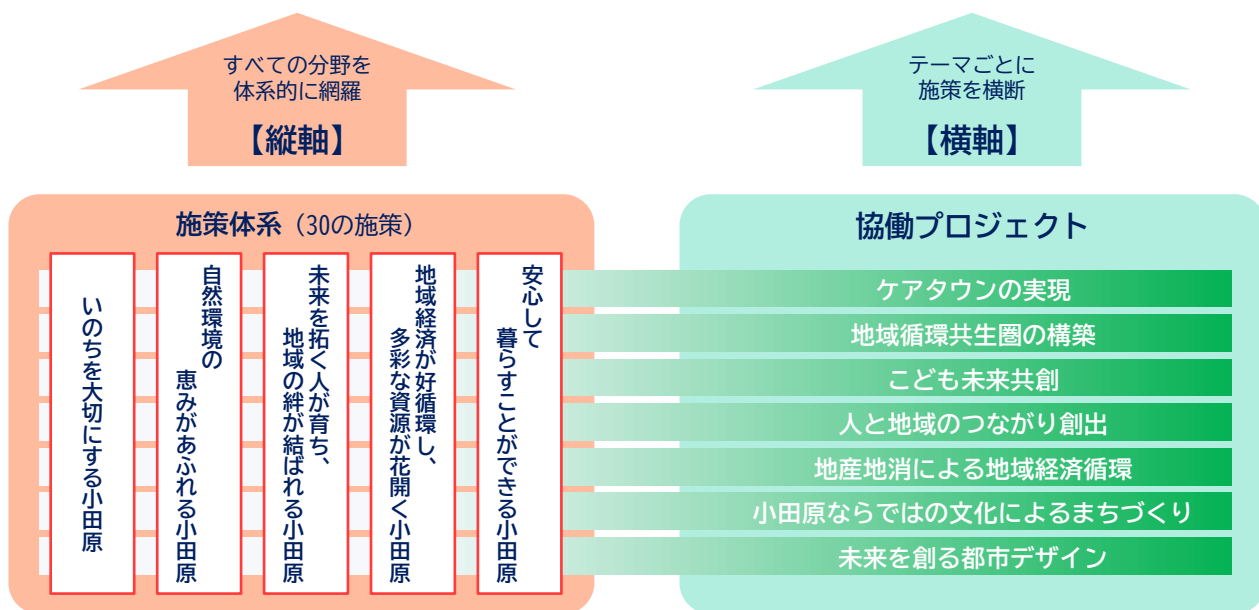 すべての分野を
体系的に網羅
【縦軸】
テーマごとに
施策を横断
【横軸】
施策体系（30の施策）
いのちを大切にする小田原
自然環境の
恵みがあふれる小田原
未来を拓く人が育ち、
地域の絆が結ばれる小田原
地域経済が好循環し、
多彩な資源が花開く小田原
安心して
暮らすことができる小田原
協働プロジェクト
ケアタウンの実現
地域循環共生圏の構築
こども未来共創
人と地域のつながり創出
地産地消による地域経済循環
小田原ならではの文化によるまちづくり
未来を創る都市デザイン